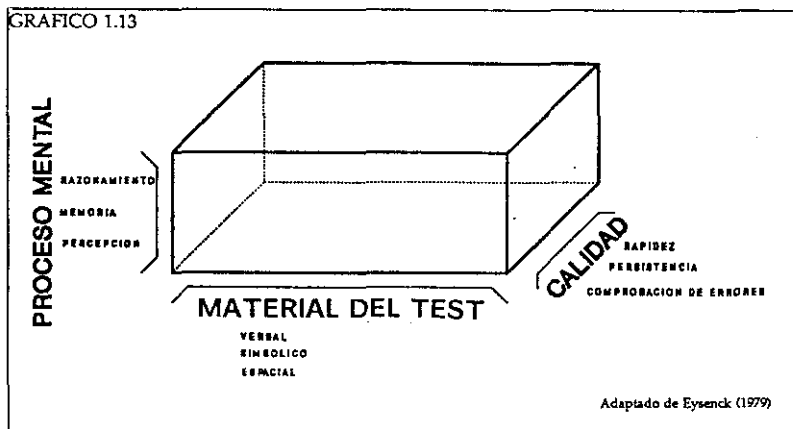 GRAFICO 1.13
PROCESO MENTAL
RAZONAMIENTO
MEMORIA
PERCEPCION
MATERIAL DEL TEST
VERBAL
SIMBOLICO
ESPACIAL
CALIDAD
RAPIDEZ
PERSISTENCIA
COMPROBACION DE ERRORES
Adaptado de Eysenck (1979)